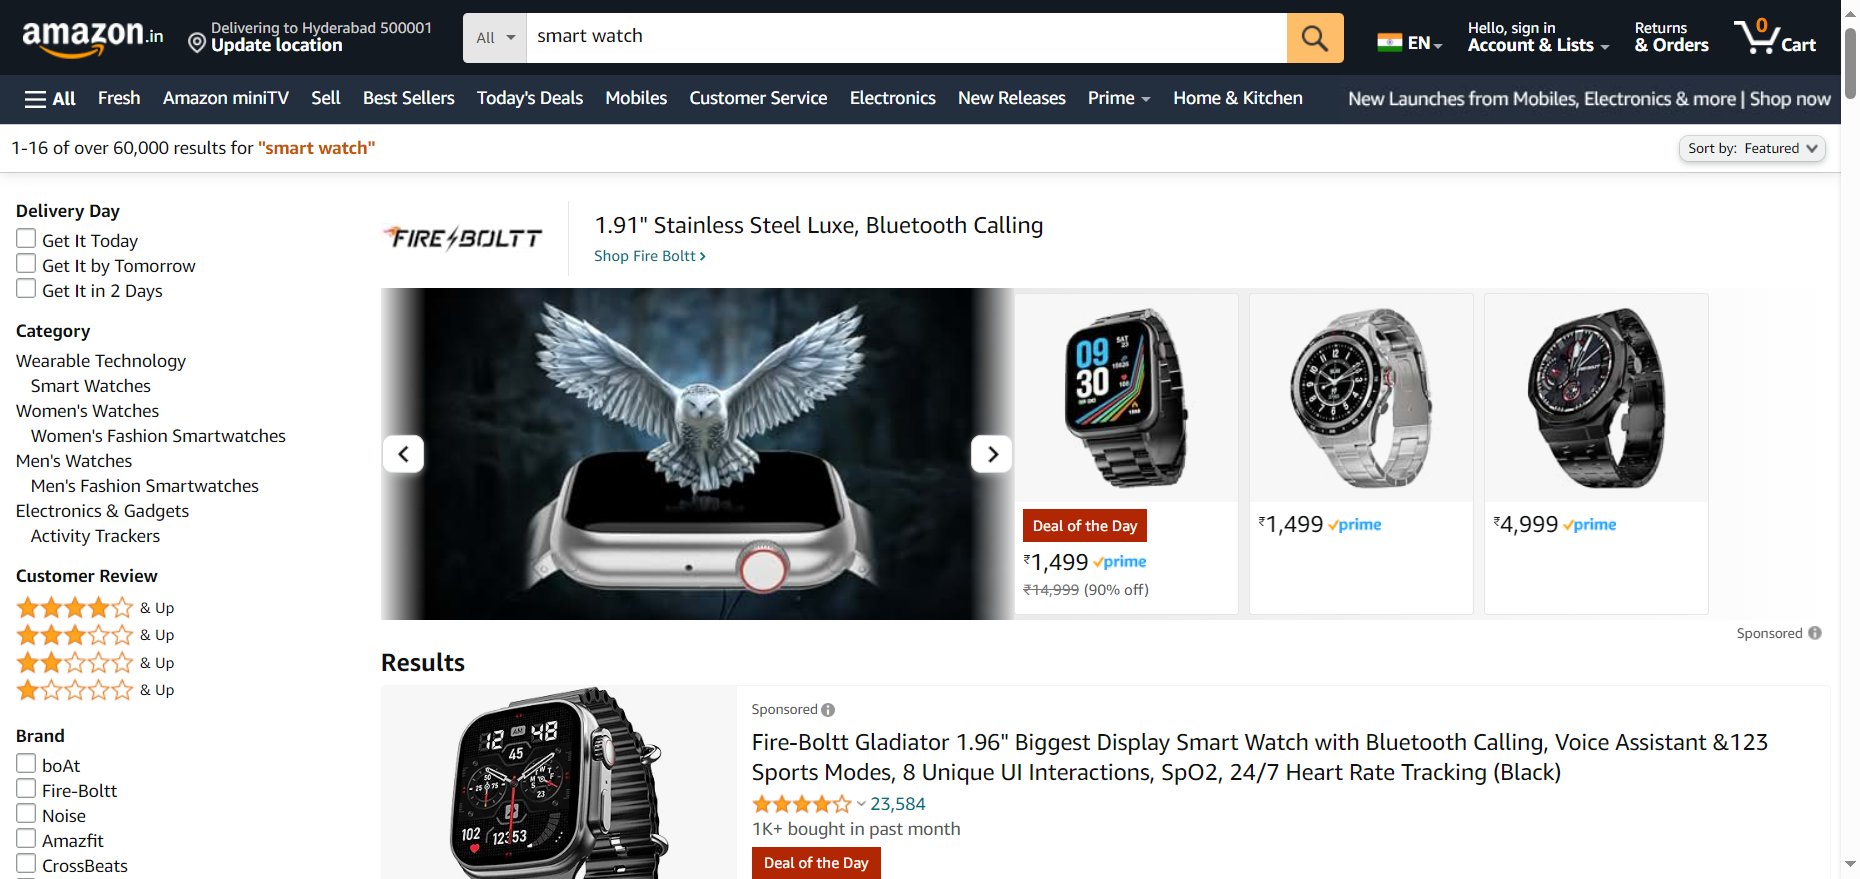 amazon.in
Delivering to Hyderabad 500001
Update location
All
smart watch
EN
Hello, sign in
Account & Lists
Returns
& Orders
0
Cart
All
Fresh
Amazon miniTV
Sell
Best Sellers
Today's Deals
Mobiles
Customer Service
Electronics
New Releases
Prime
Home & Kitchen
New Launches from Mobiles, Electronics & more | Shop now
1-16 of over 60,000 results for "smart watch"
Sort by: Featured
Delivery Day
Get It Today
Get It by Tomorrow
Get It in 2 Days
Category
Wearable Technology
Smart Watches
Women's Watches
Women's Fashion Smartwatches
Men's Watches
Men's Fashion Smartwatches
Electronics & Gadgets
Activity Trackers
Customer Review
& Up
& Up
& Up
& Up
Brand
boAt
Fire-Boltt
Noise
Amazfit
CrossBeats
FIRE BOLTT
1.91" Stainless Steel Luxe, Bluetooth Calling
Shop Fire Boltt
09
30
SAT
23
Deal of the Day
₹1,499 prime
₹14,999 (90% off)
₹1,499 prime
₹4,999 prime
Sponsored
Results
12 AM 48
45
102
12353
Sponsored
Fire-Boltt Gladiator 1.96" Biggest Display Smart Watch with Bluetooth Calling, Voice Assistant &123
Sports Modes, 8 Unique UI Interactions, SpO2, 24/7 Heart Rate Tracking (Black)
23,584
1K+ bought in past month
Deal of the Day